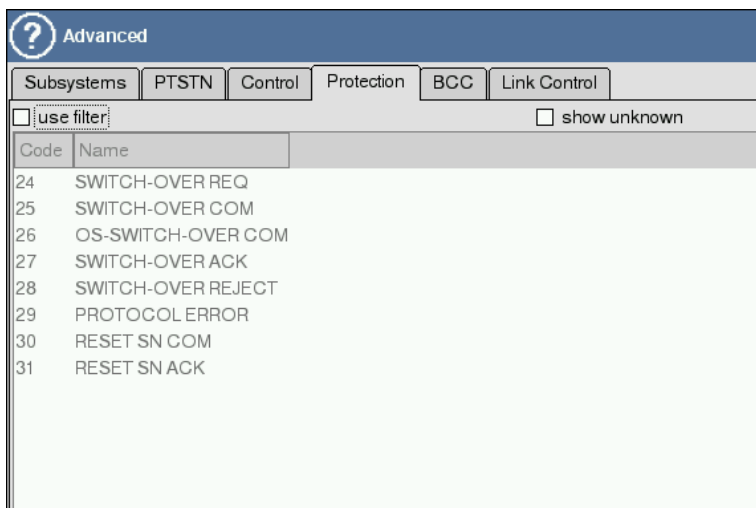 ? Advanced
Subsystems PTSTN Control Protection BCC Link Control
use filter show unknown
Code Name
24 SWITCH-OVER REQ
25 SWITCH-OVER COM
26 OS-SWITCH-OVER COM
27 SWITCH-OVER ACK
28 SWITCH-OVER REJECT
29 PROTOCOL ERROR
30 RESET SN COM
31 RESET SN ACK